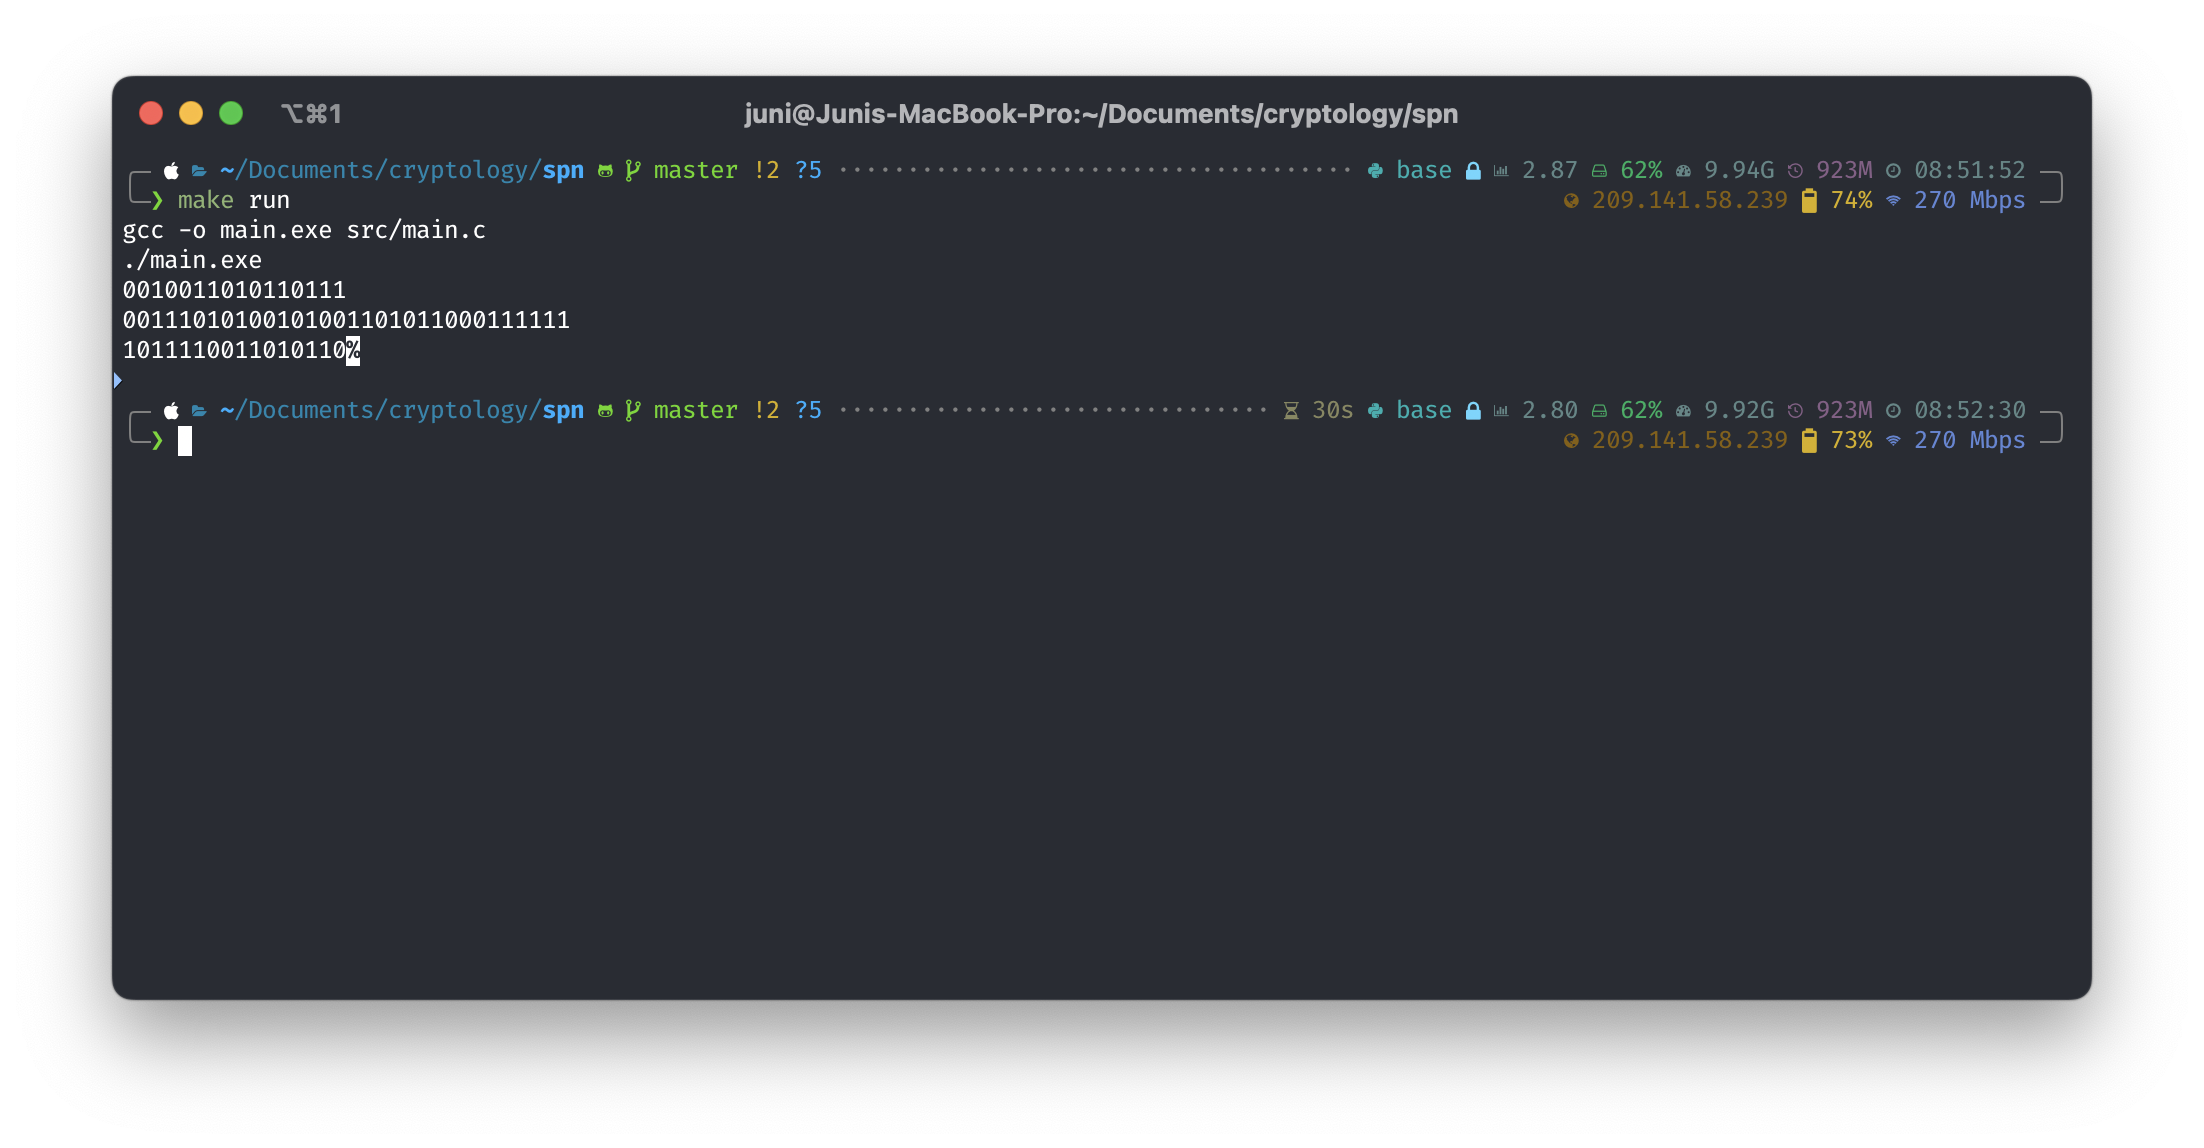 ⌥⌘1 juni@Junis-MacBook-Pro:~/Documents/cryptology/spn
~/Documents/cryptology/spn master !2 ?5 base 2.87 62% 9.94G 923M 08:51:52
❯ make run 209.141.58.239 74% 270 Mbps
gcc -o main.exe src/main.c
./main.exe
0010011010110111
00111010100101001101011000111111
1011110011010110%
~/Documents/cryptology/spn master !2 ?5 30s base 2.80 62% 9.92G 923M 08:52:30
❯ 209.141.58.239 73% 270 Mbps